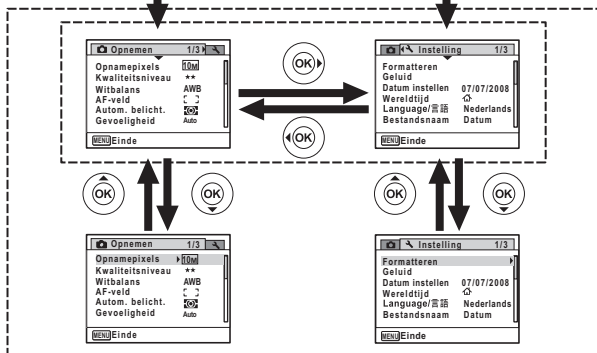 Opnemen 1/3
Opnamepixels 10M
Kwaliteitsniveau ★★
Witbalans AWB
AF-veld
Autom. belicht.
Gevoeligheid Auto
MENU Einde
OK
OK
Instelling 1/3
Formatteren
Geluid
Datum instellen 07/07/2008
Wereldtijd
Language/言語 Nederlands
Bestandsnaam Datum
MENU Einde
OK
OK
OK
OK
Opnemen 1/3
Opnamepixels 10M
Kwaliteitsniveau ★★
Witbalans AWB
AF-veld
Autom. belicht.
Gevoeligheid Auto
MENU Einde
Instelling 1/3
Formatteren
Geluid
Datum instellen 07/07/2008
Wereldtijd
Language/言語 Nederlands
Bestandsnaam Datum
MENU Einde